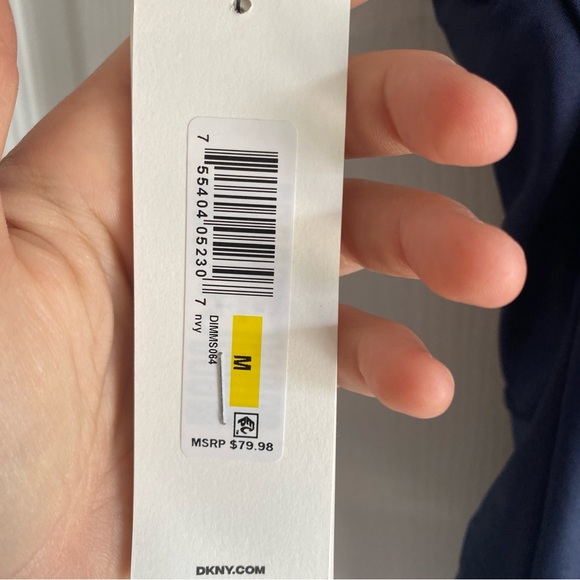 7 55404 05230 7
DIMMS064
nvy
M
MSRP $79.98
DKNY.COM